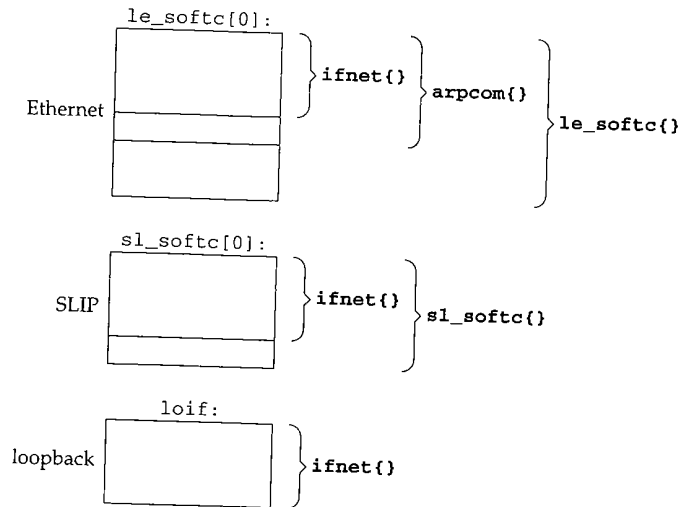 le_softc[0]:
Ethernet
ifnet{}
arpcom{}
le_softc{}
sl_softc[0]:
SLIP
ifnet{}
sl_softc{}
loif:
loopback
ifnet{}